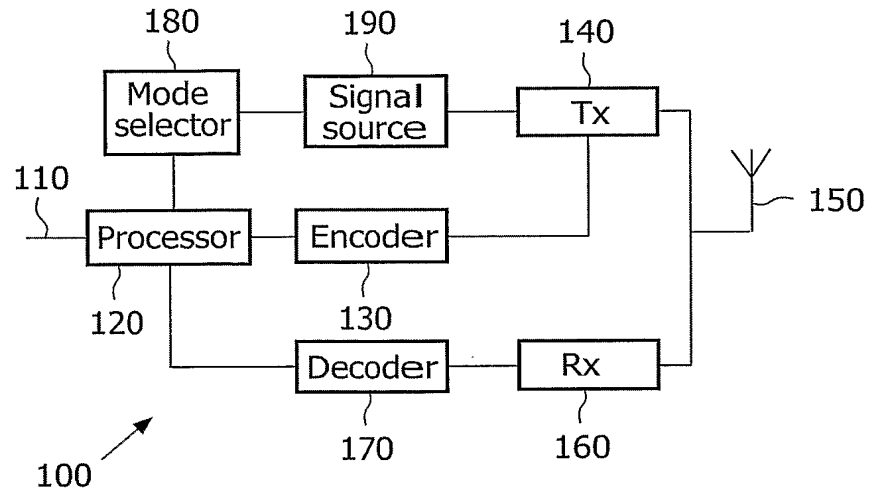 180
190
140
Mode
selector
Signal
source
Tx
110
150
Processor
Encoder
120
130
Decoder
Rx
170
160
100